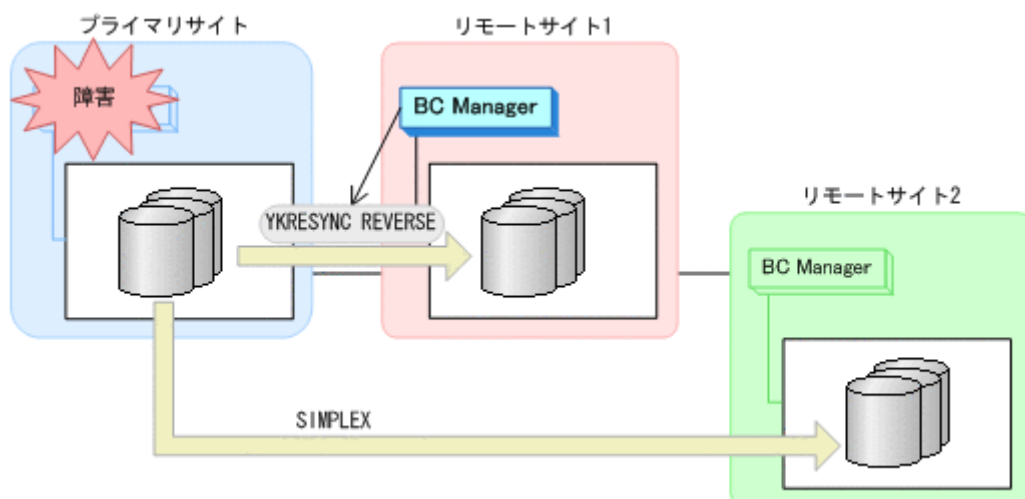 プライマリサイト
リモートサイト1
障害
BC Manager
YKRESYNC REVERSE
リモートサイト2
BC Manager
SIMPLEX